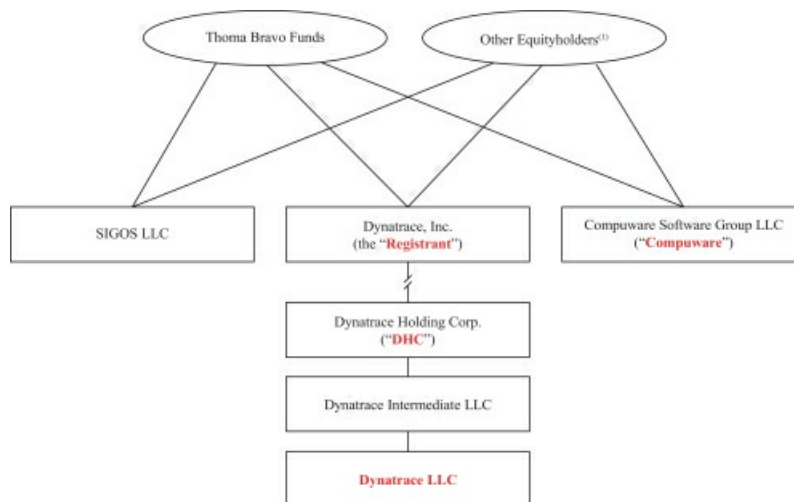 Thoma Bravo Funds
Other Equityholders(1)
SIGOS LLC
Dynatrace, Inc.
(the “Registrant”)
Compuware Software Group LLC
(“Compuware”)
Dynatrace Holding Corp.
(“DHC”)
Dynatrace Intermediate LLC
Dynatrace LLC